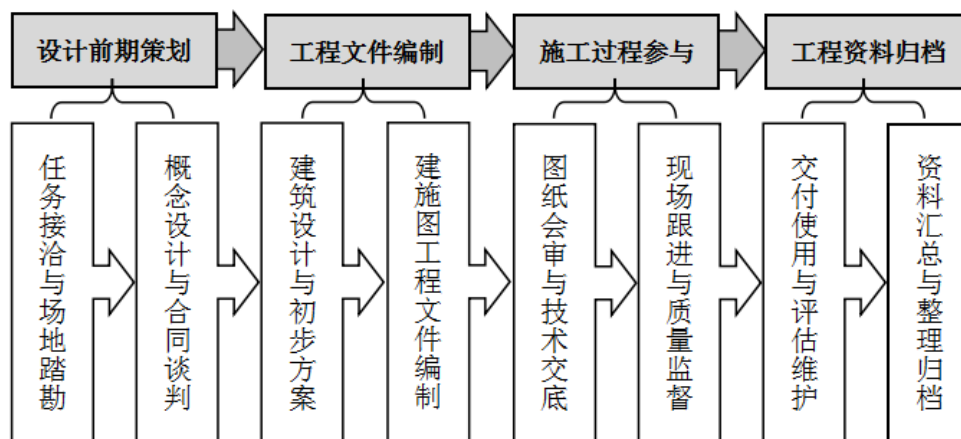 设计前期策划
工程文件编制
施工过程参与
工程资料归档
任务接洽与场地踏勘
概念设计与合同谈判
建筑设计与初步方案
建施图工程文件编制
图纸会审与技术交底
现场跟进与质量监督
交付使用与评估维护
资料汇总与整理归档